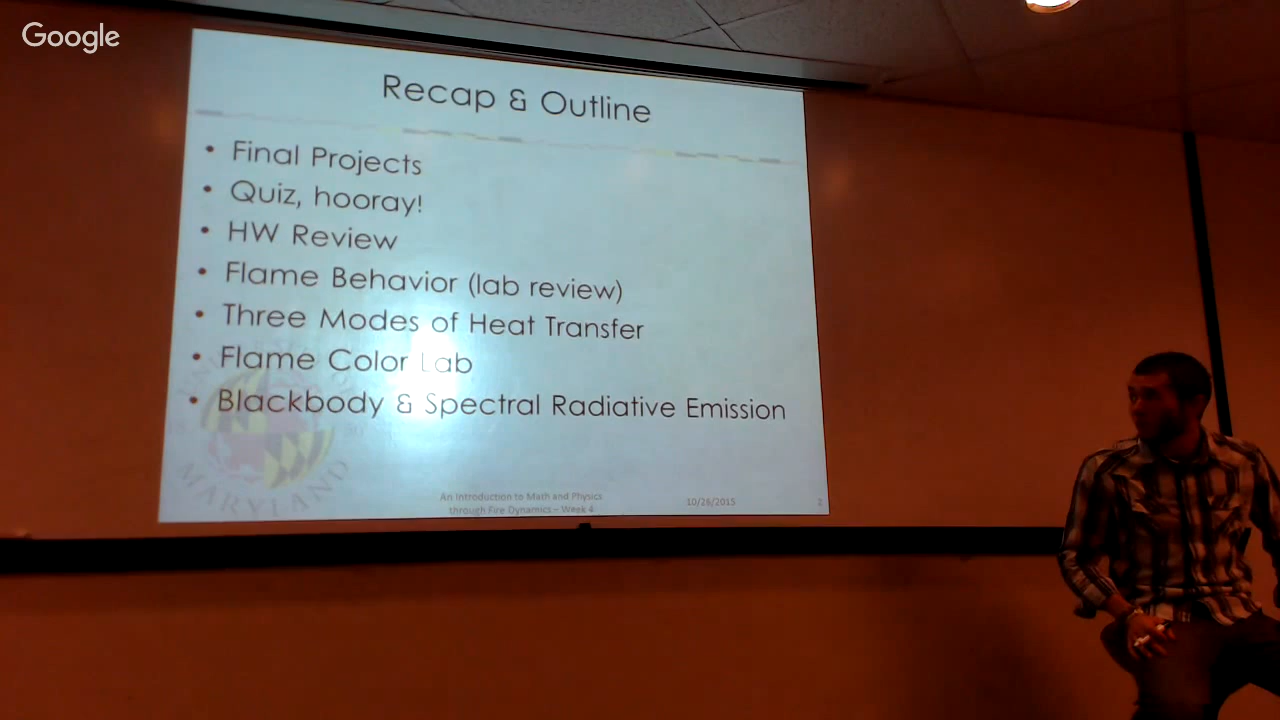 Google
Recap & Outline
• Final Projects
• Quiz, hooray!
• HW Review
• Flame Behavior (lab review)
• Three Modes of Heat Transfer
• Flame Color Lab
• Blackbody & Spectral Radiative Emission
MARYLAND
An Introduction to Math and Physics
through Fire Dynamics – Week 4
10/26/2015
2